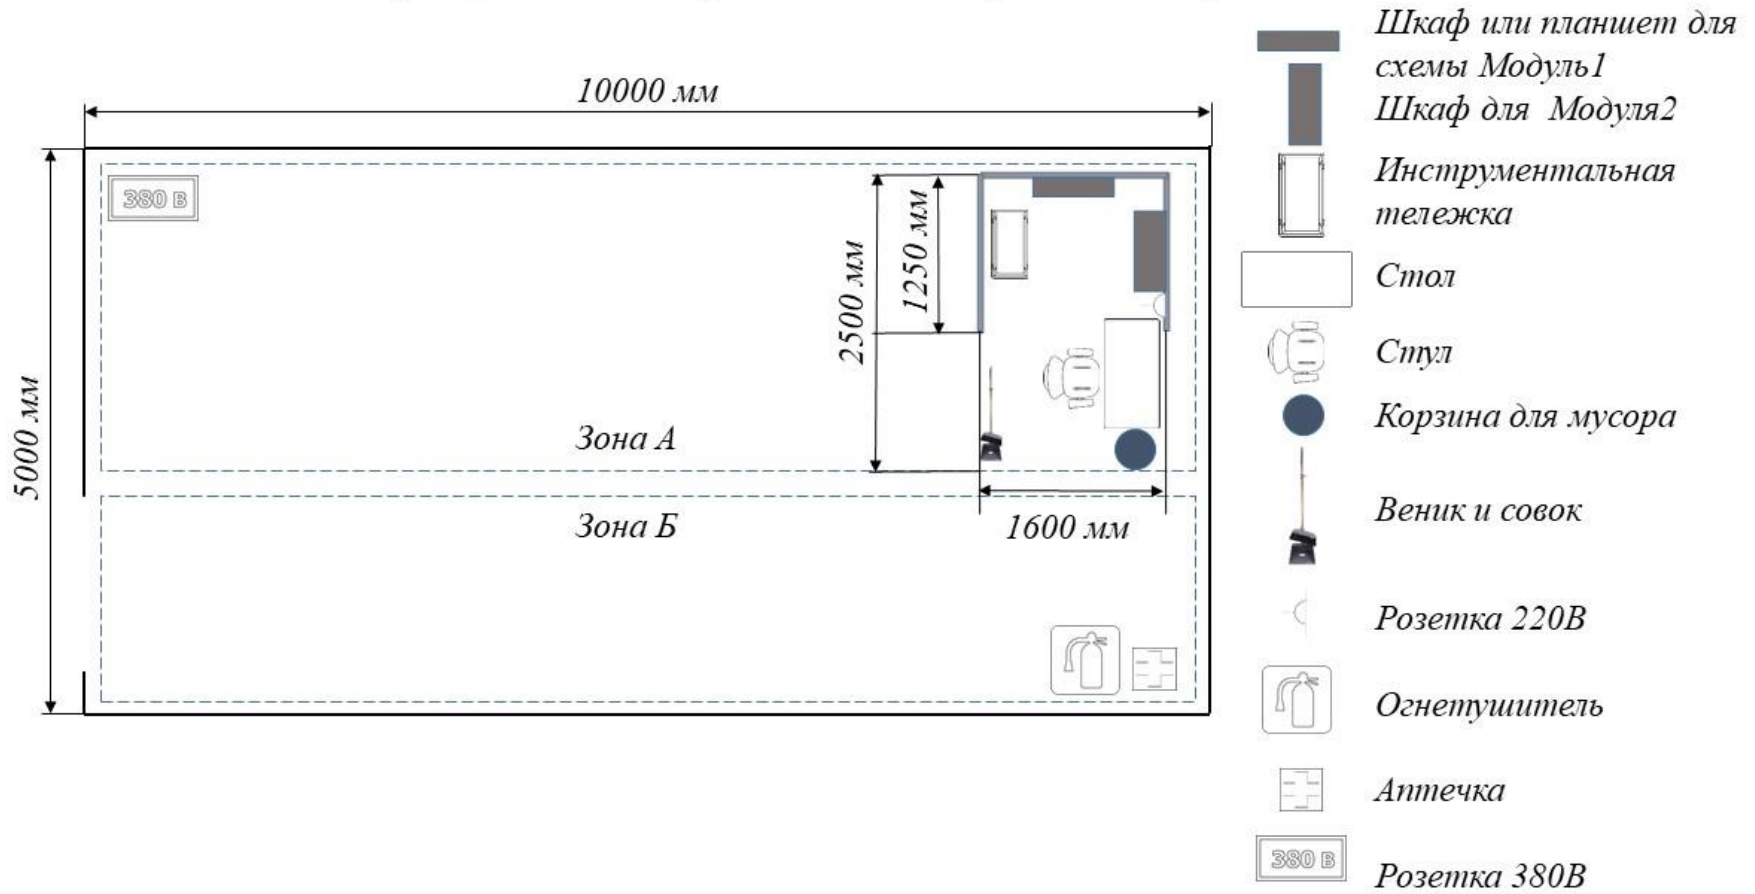 Шкаф или планшет для
схемы Модуль1
Шкаф для Модуля2
Инструментальная
тележка
Стол
Стул
Корзина для мусора
Веник и совок
Розетка 220В
Огнетушитель
Аптечка
380 В
Розетка 380В
10000 мм
5000 мм
380 В
2500 мм
1250 мм
Зона А
Зона Б
1600 мм